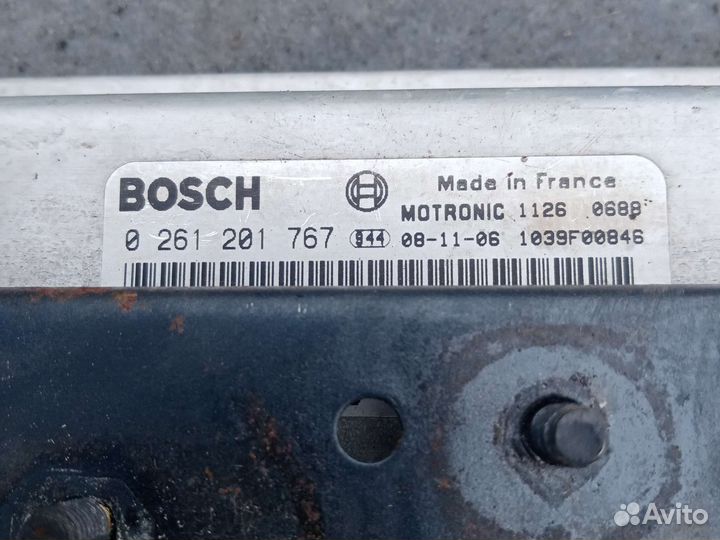 BOSCH
Made in France
MOTRONIC 1126 0688
0 261 201 767 944 08-11-06 1039F00846
Avito